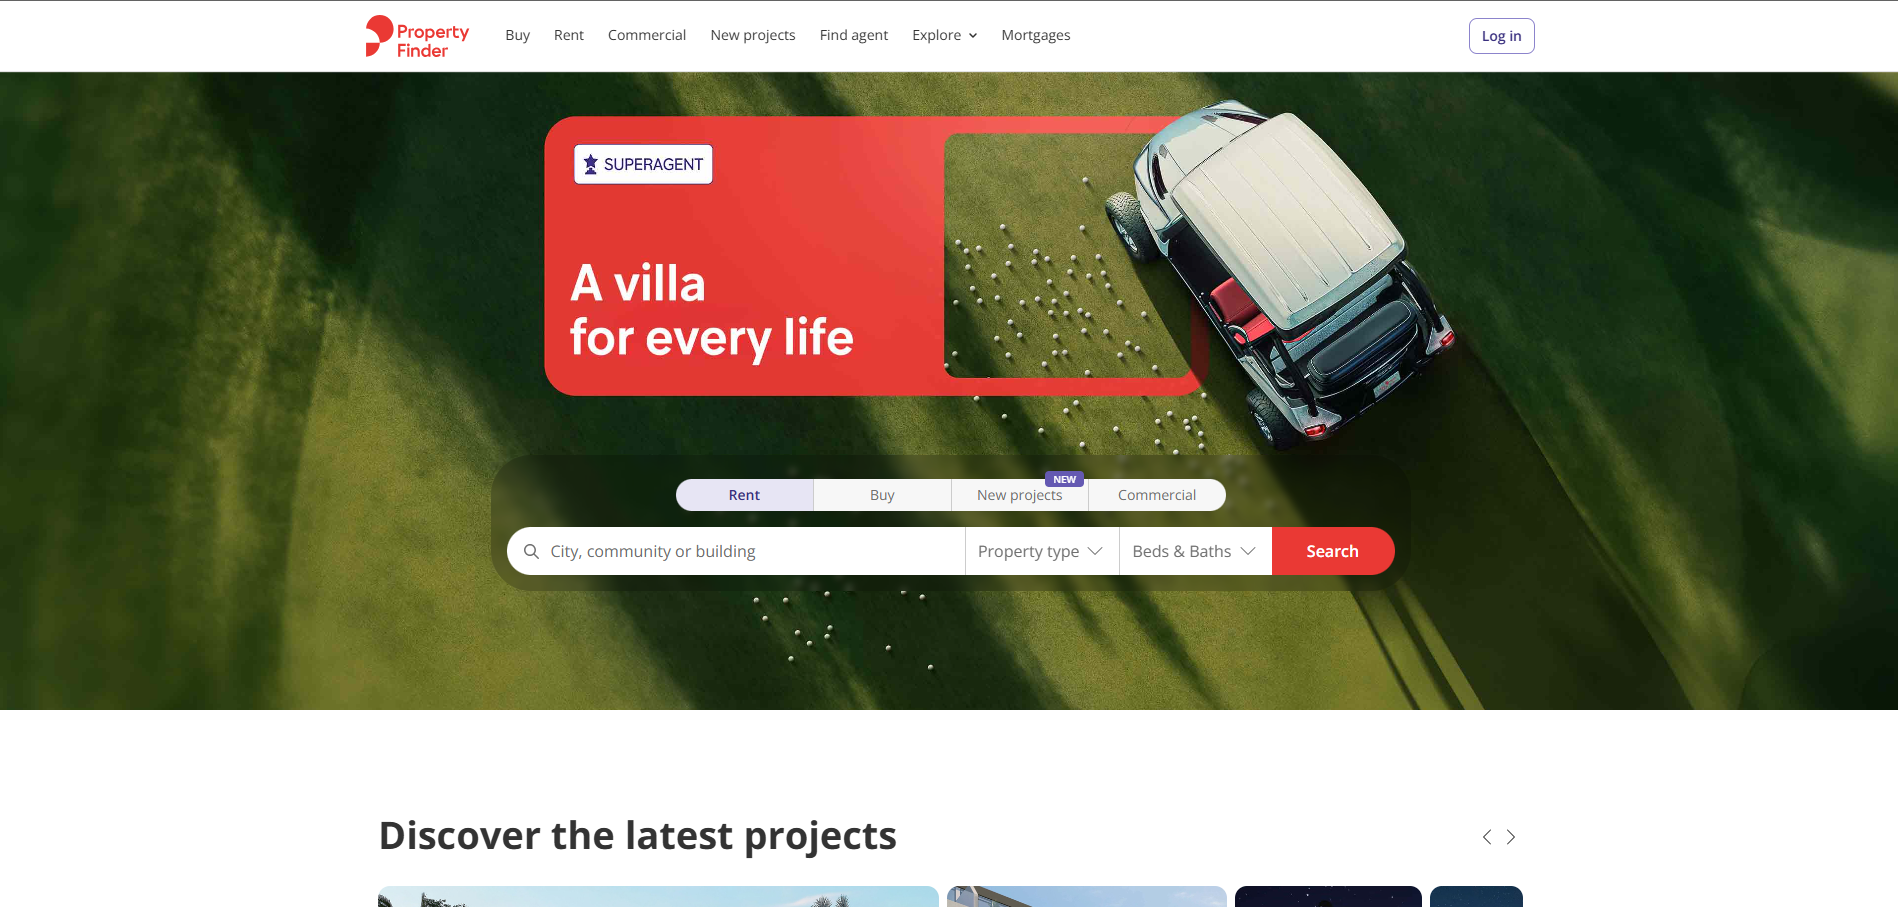 Property
Finder
Buy
Rent
Commercial
New projects
Find agent
Explore
Mortgages
Log in
SUPERAGENT
A villa
for every life
Rent
Buy
New projects
NEW
Commercial
City, community or building
Property type
Beds & Baths
Search
Discover the latest projects